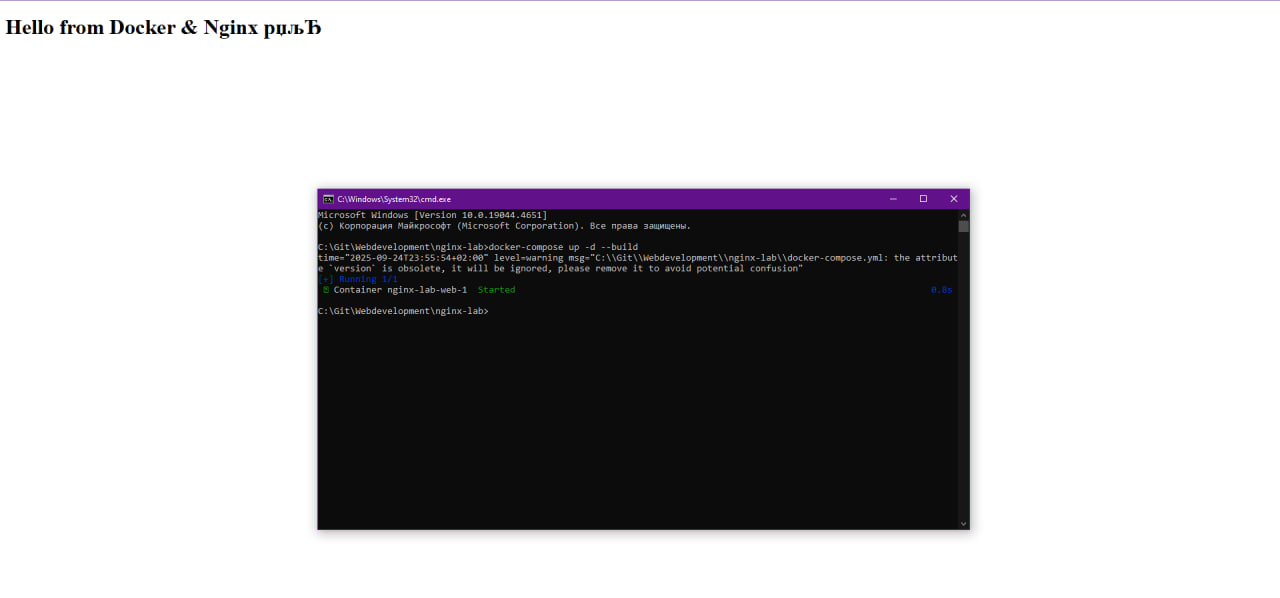 Hello from Docker & Nginx рџљЂ
C:\Windows\System32\cmd.exe
Microsoft Windows [Version 10.0.19044.4651]
(c) Корпорация Майкрософт (Microsoft Corporation). Все права защищены.
C:\Git\Webdevelopment\nginx-lab>docker-compose up -d --build
time="2025-09-24T23:55:54+02:00" level=warning msg="C:\\Git\\Webdevelopment\\nginx-lab\\docker-compose.yml: the attribut
e `version` is obsolete, it will be ignored, please remove it to avoid potential confusion"
[+] Running 1/1
Container nginx-lab-web-1 Started 0.8s
C:\Git\Webdevelopment\nginx-lab>